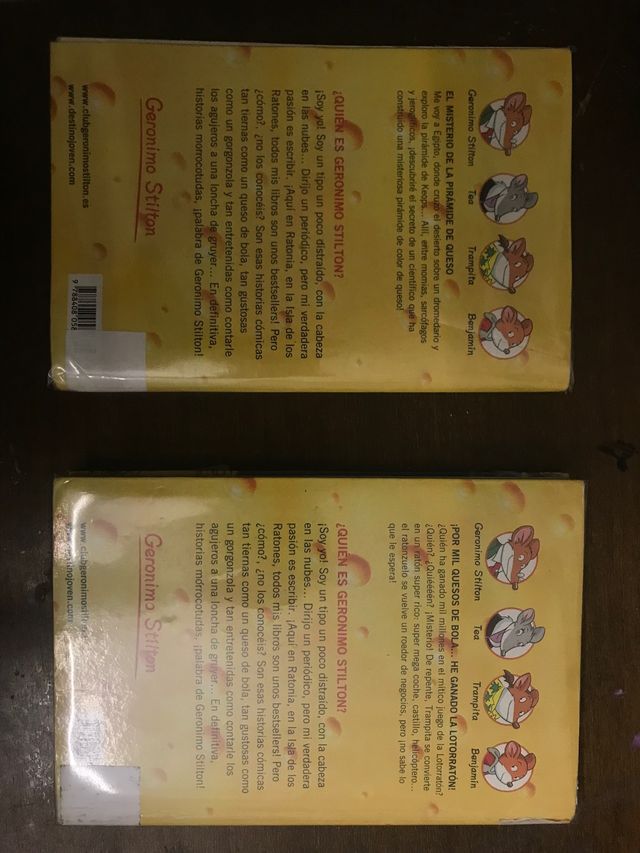 Geronimo Stilton
Tea
Trampita
Benjamín
EL MISTERIO DE LA PIRÁMIDE DE QUESO
Me voy a Egipto, donde cruzo el desierto sobre un dromedario y
exploro la pirámide de Keops... Allí, entre momias, sarcófagos
y jeroglíficos, ¡descubriré el secreto de un científico que ha
construido una misteriosa pirámide de color de queso!
¿QUIÉN ES GERONIMO STILTON?
¡Soy yo! Soy un tipo un poco distraído, con la cabeza
en las nubes... Dirijo un periódico, pero mi verdadera
pasión es escribir. ¡Aquí en Ratonia, en la Isla de los
Ratones, todos mis libros son unos bestsellers! Pero
¿cómo?, ¿no los conocéis? Son esas historias cómicas
tan tiernas como un queso de bola, tan gustosas
como un gorgonzola y tan entretenidas como contarle
los agujeros a una loncha de gruyer... En definitiva,
historias morrocotudas, ¡palabra de Geronimo Stilton!
Geronimo Stilton
www.clubgeronimostilton.es
www.destinojoven.com
9 788408 058
Geronimo Stilton
Tea
Trampita
Benjamín
¡POR MIL QUESOS DE BOLA... HE GANADO LA LOTORRATÓN!
¿Quién ha ganado mil millones en el mítico juego de la Lotorratón?
¿Quién? ¿Quiéééén? ¡Misterio! De repente, Trampita se convierte
en un ratón super rico: super mega coche, castillo, helicóptero...
el ratonzuelo se vuelve un roedor de negocios, pero ¡no sabe lo
que le espera!
¿QUIÉN ES GERONIMO STILTON?
¡Soy yo! Soy un tipo un poco distraído, con la cabeza
en las nubes... Dirijo un periódico, pero mi verdadera
pasión es escribir. ¡Aquí en Ratonia, en la Isla de los
Ratones, todos mis libros son unos bestsellers! Pero
¿cómo?, ¿no los conocéis? Son esas historias cómicas
tan tiernas como un queso de bola, tan gustosas como
un gorgonzola y tan entretenidas como contarle los
agujeros a una loncha de gruyer... En definitiva,
historias morrocotudas, ¡palabra de Geronimo Stilton!
Geronimo Stilton